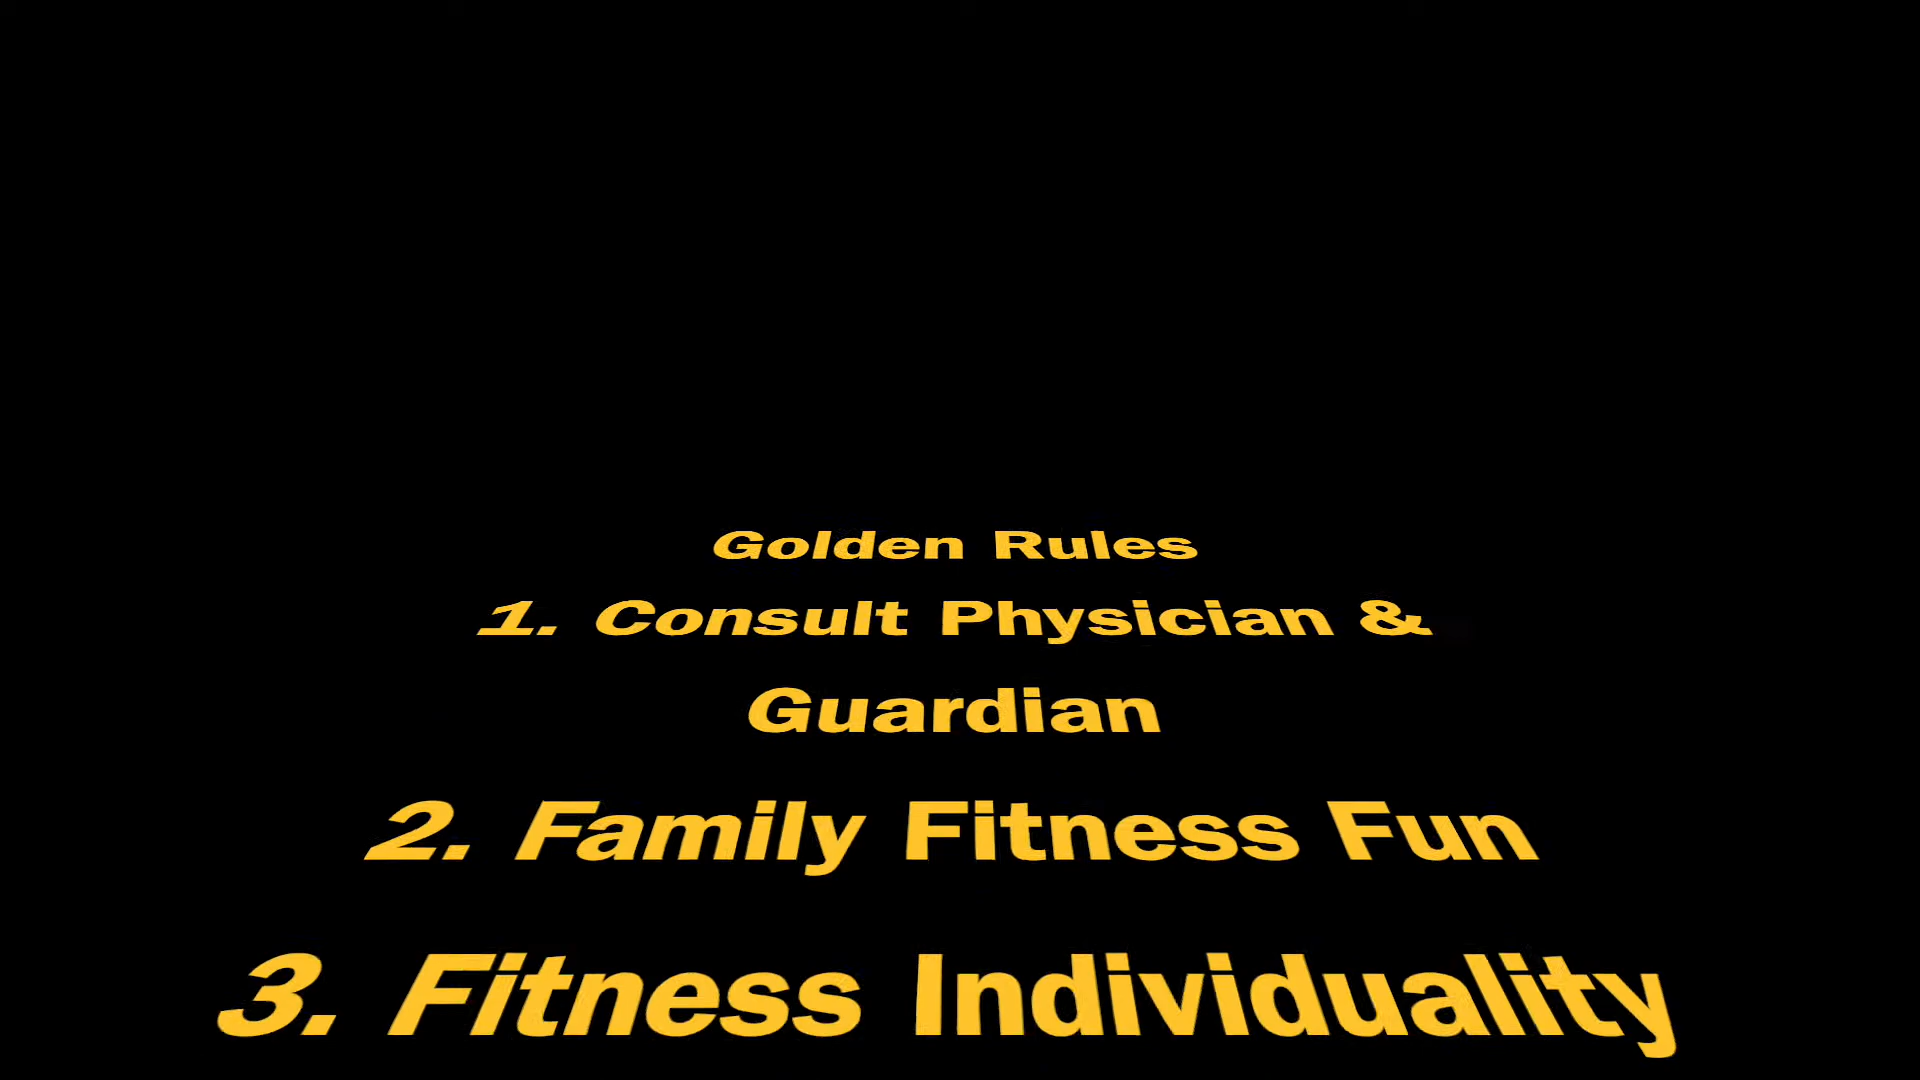 Golden Rules
1. Consult Physician &
Guardian
2. Family Fitness Fun
3. Fitness Individuality